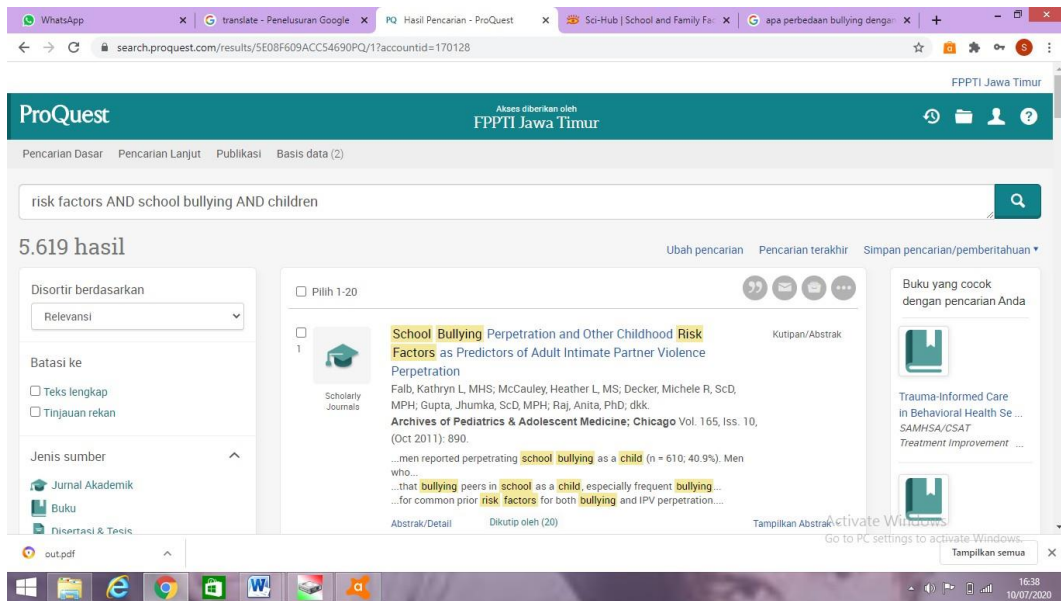 WhatsApp
translate - Penelusuran Google
PQ Hasil Pencarian - ProQuest
Sci-Hub | School and Family Fac
apa perbedaan bullying dengan
search.proquest.com/results/5E08F609ACC54690PQ/1?accountid=170128
S
FPPTI Jawa Timur
ProQuest
Akses diberikan oleh
FPPTI Jawa Timur
Pencarian Dasar Pencarian Lanjut Publikasi Basis data (2)
risk factors AND school bullying AND children
5.619 hasil
Ubah pencarian Pencarian terakhir Simpan pencarian/pemberitahuan
Disortir berdasarkan
Relevansi
Batasi ke
Teks lengkap
Tinjauan rekan
Jenis sumber
Jurnal Akademik
Buku
Disertasi & Tesis
Pilih 1-20
1
Scholarly
Journals
School Bullying Perpetration and Other Childhood Risk
Factors as Predictors of Adult Intimate Partner Violence
Perpetration
Kutipan/Abstrak
Falb, Kathryn L, MHS; McCauley, Heather L, MS; Decker, Michele R, ScD,
MPH; Gupta, Jhumka, ScD, MPH; Raj, Anita, PhD; dkk.
Archives of Pediatrics & Adolescent Medicine; Chicago Vol. 165, Iss. 10,
(Oct 2011): 890.
...men reported perpetrating school bullying as a child (n = 610; 40.9%). Men
who...
...that bullying peers in school as a child, especially frequent bullying...
...for common prior risk factors for both bullying and IPV perpetration....
Abstrak/Detail Dikutip oleh (20) Tampilkan Abstrak
Buku yang cocok
dengan pencarian Anda
Trauma-Informed Care
in Behavioral Health Se ...
SAMHSA/CSAT
Treatment Improvement ...
Activate Windows
Go to PC settings to activate Windows.
out.pdf
Tampilkan semua
16:38
10/07/2020